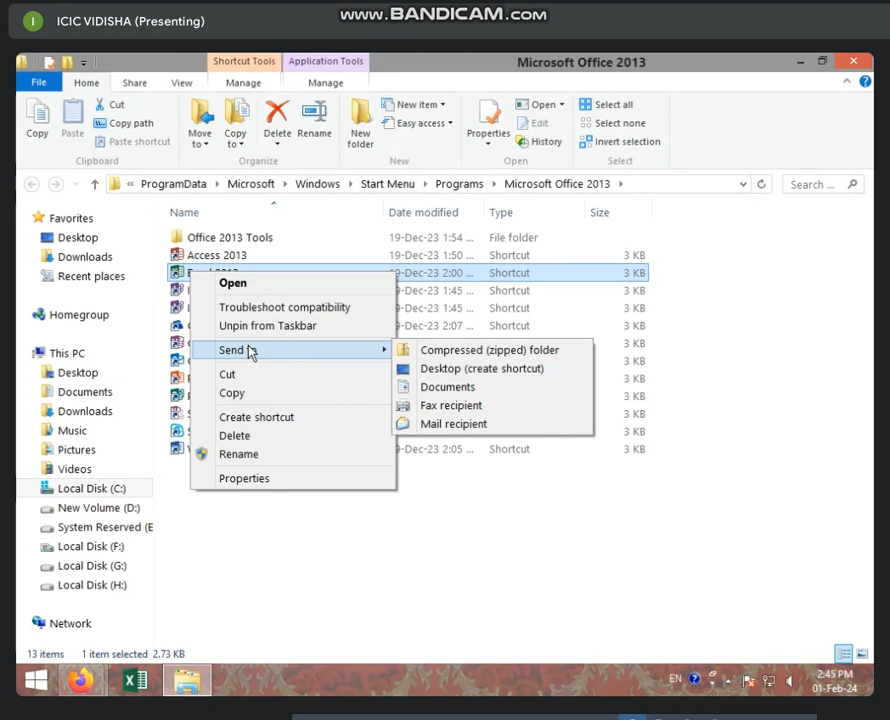 WWW.BANDICAM.COM
I ICIC VIDISHA (Presenting)
Shortcut Tools Application Tools Microsoft Office 2013
File Home Share View Manage Manage
Copy Paste Cut Copy path Paste shortcut
Move to Copy to Delete Rename
New folder New item Easy access
Properties Open Edit History
Select all Select none Invert selection
Clipboard Organize New Open Select
« ProgramData Microsoft Windows Start Menu Programs Microsoft Office 2013 Search ...
Name Date modified Type Size
Favorites
Desktop
Downloads
Recent places
Homegroup
This PC
Desktop
Documents
Downloads
Music
Pictures
Videos
Local Disk (C:)
New Volume (D:)
System Reserved (E
Local Disk (F:)
Local Disk (G:)
Local Disk (H:)
Network
Office 2013 Tools 19-Dec-23 1:54 ... File folder
Access 2013 19-Dec-23 1:50 ... Shortcut 3 KB
19-Dec-23 2:00 ... Shortcut 3 KB
19-Dec-23 1:45 ... Shortcut 3 KB
19-Dec-23 1:45 ... Shortcut 3 KB
19-Dec-23 2:07 ... Shortcut 3 KB
3 KB
3 KB
3 KB
3 KB
3 KB
3 KB
2:05 ... Shortcut 3 KB
Open
Troubleshoot compatibility
Unpin from Taskbar
Send
Cut
Copy
Create shortcut
Delete
Rename
Properties
Compressed (zipped) folder
Desktop (create shortcut)
Documents
Fax recipient
Mail recipient
13 items 1 item selected 2.73 KB
EN 2:45 PM
01-Feb-24